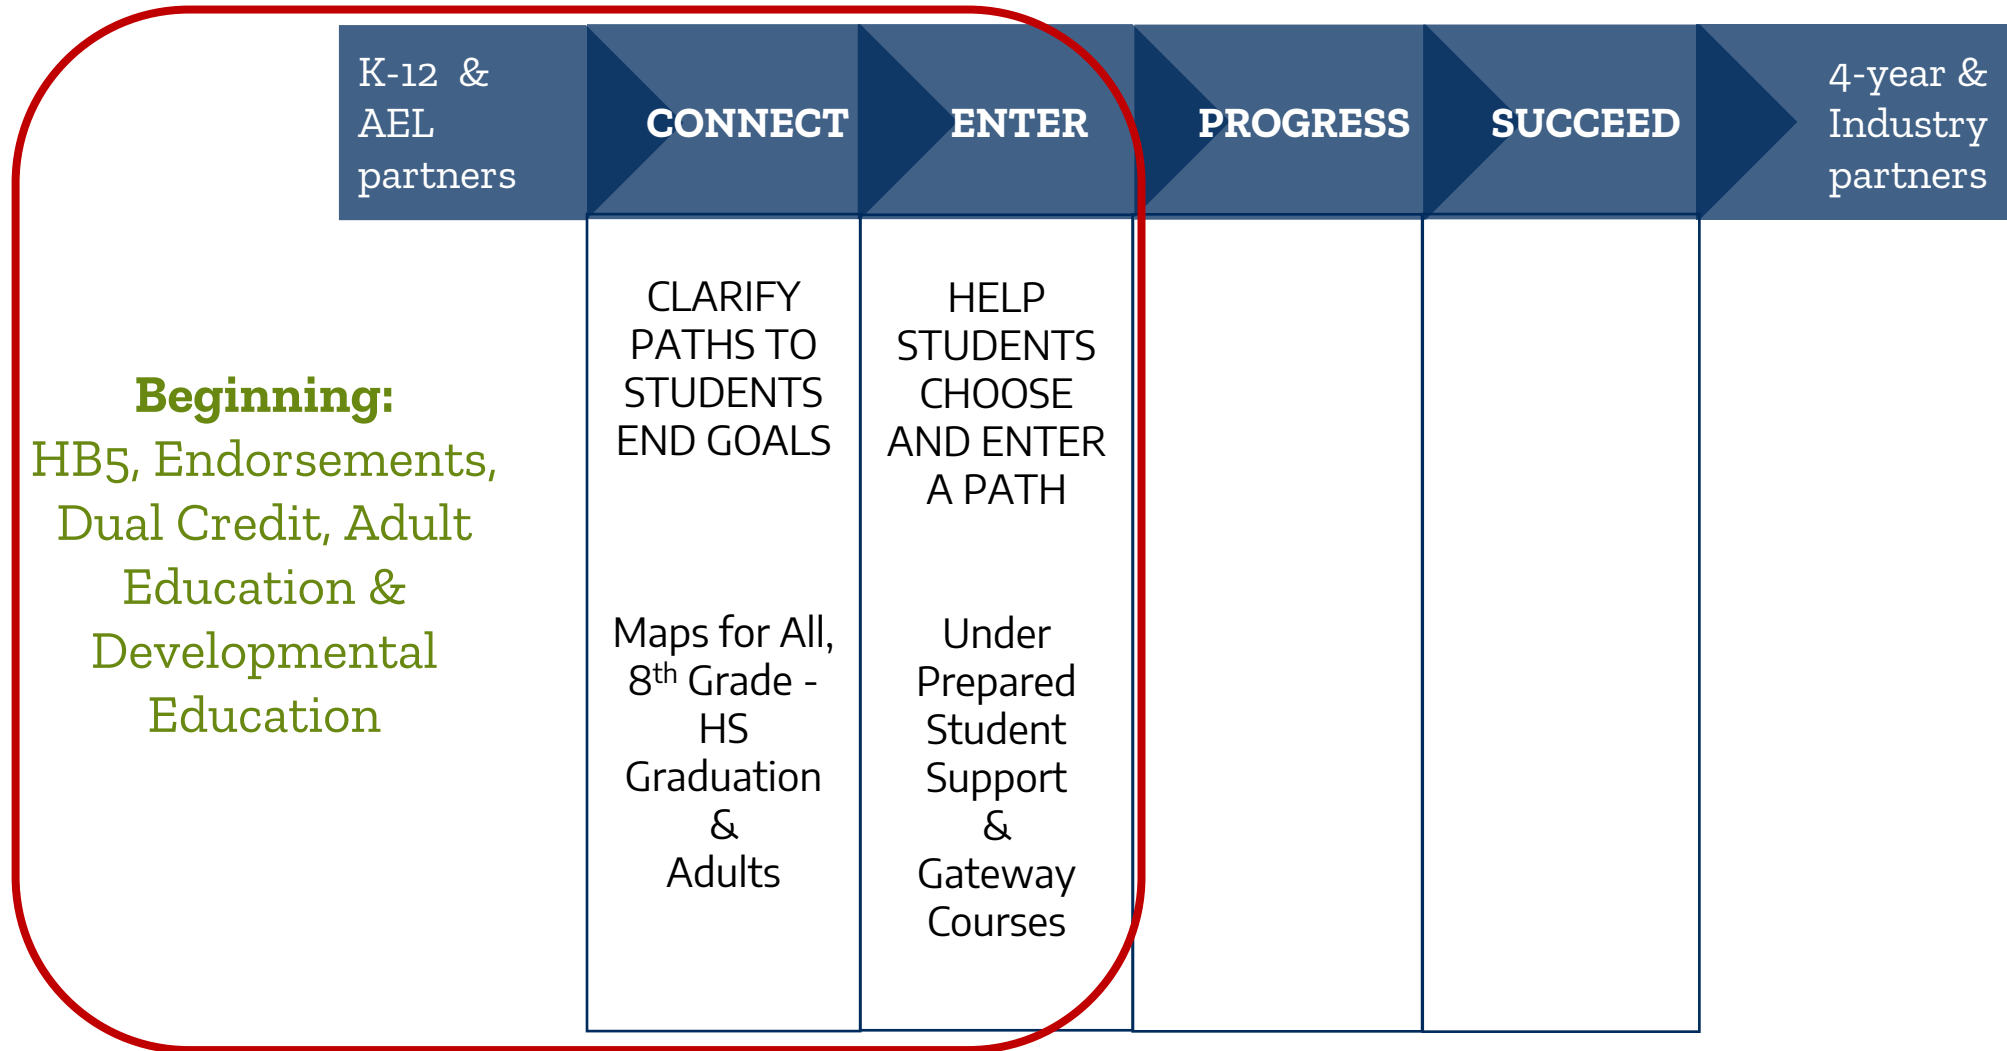 K-12 &
AEL
partners
CONNECT
ENTER
PROGRESS
SUCCEED
4-year &
Industry
partners
Beginning:
HB5, Endorsements,
Dual Credit, Adult
Education &
Developmental
Education
CLARIFY
PATHS TO
STUDENTS
END GOALS
Maps for All,
8th Grade -
HS
Graduation
&
Adults
HELP
STUDENTS
CHOOSE
AND ENTER
A PATH
Under
Prepared
Student
Support
&
Gateway
Courses